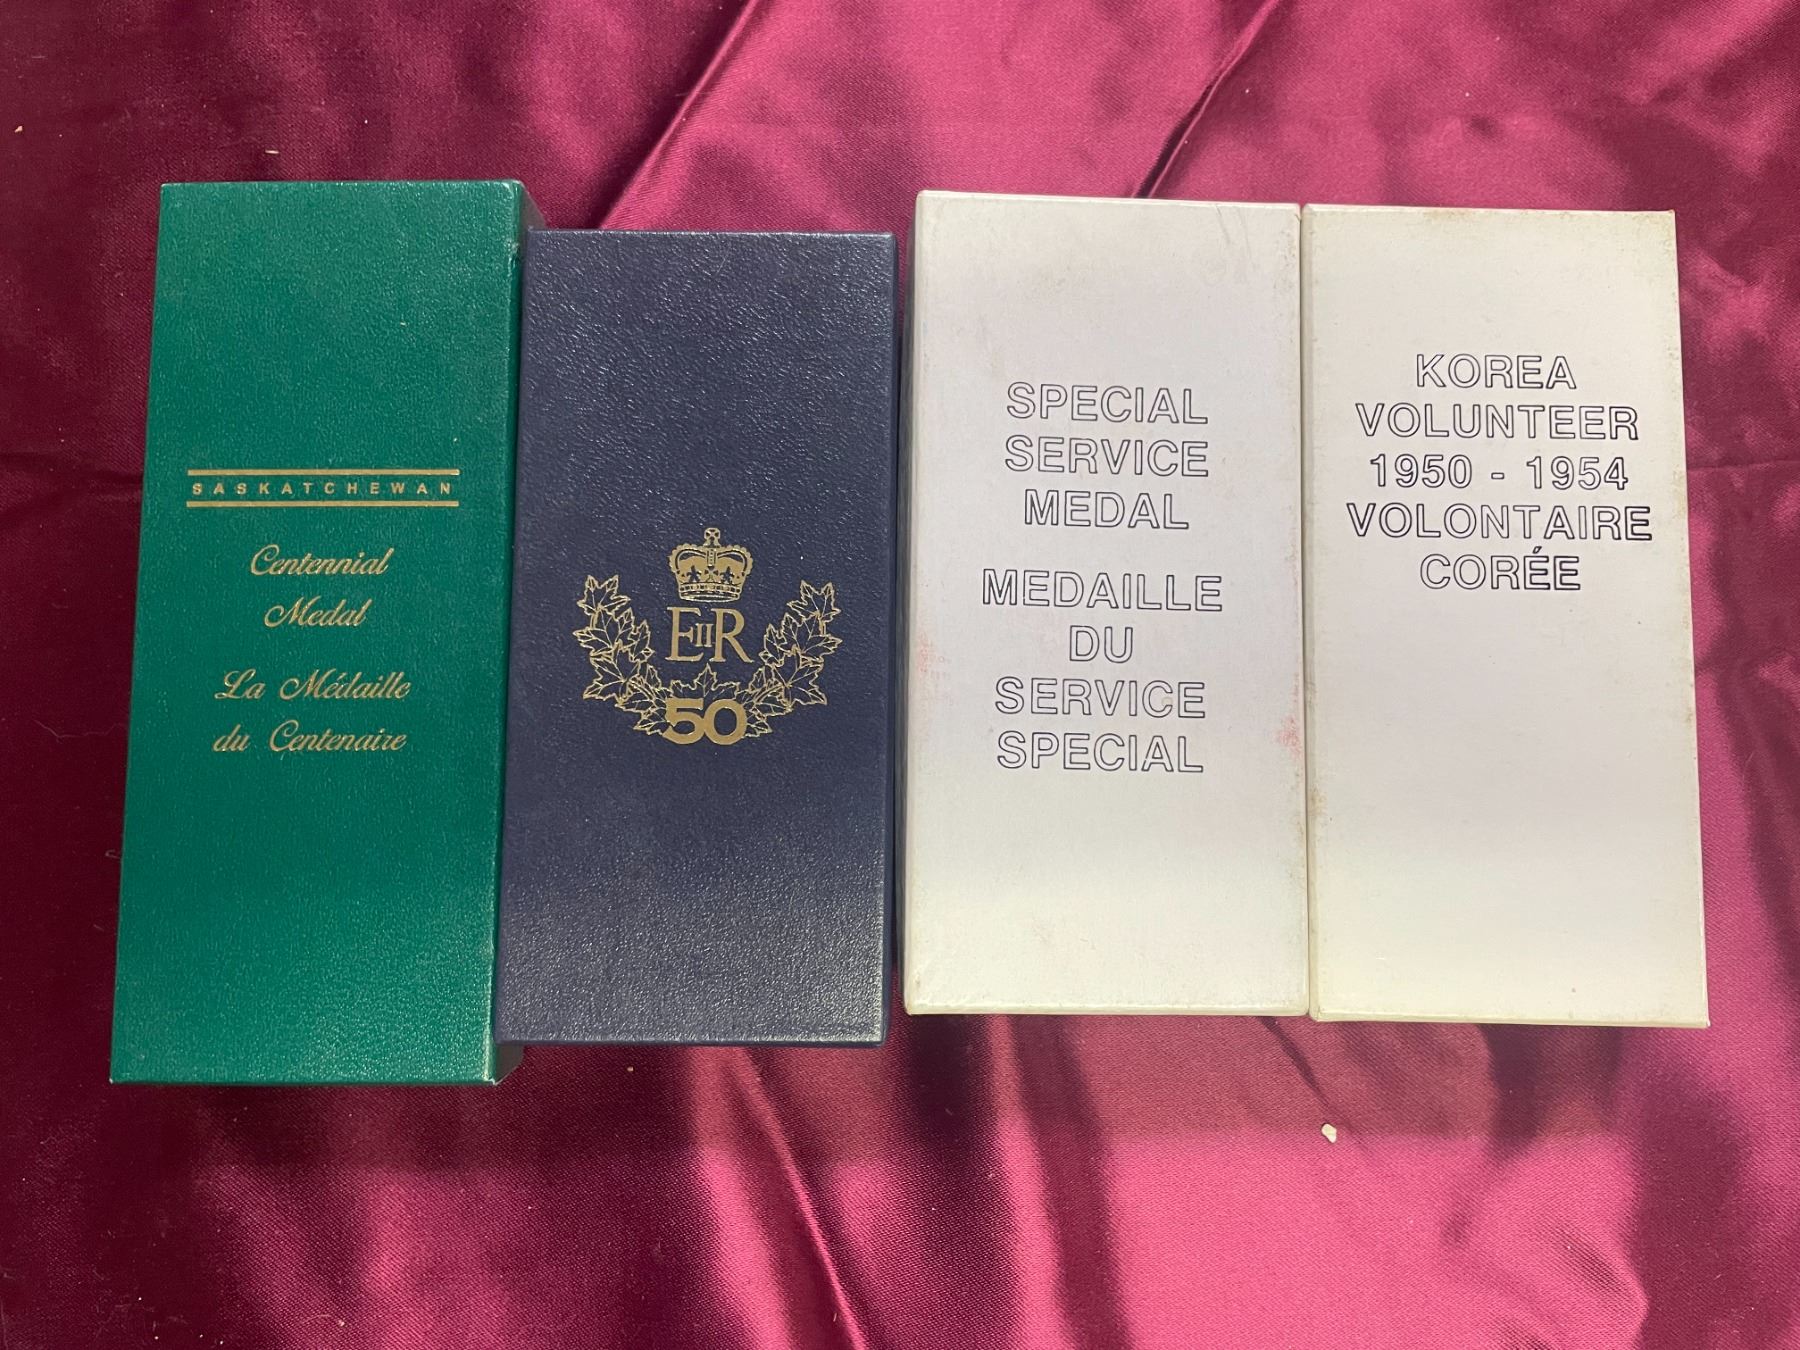 SASKATCHEWAN
Centennial
Medal
La Médaille
du Centenaire
EIIR
50
SPECIAL
SERVICE
MEDAL
MEDAILLE
DU
SERVICE
SPECIAL
KOREA
VOLUNTEER
1950 - 1954
VOLONTAIRE
CORÉE